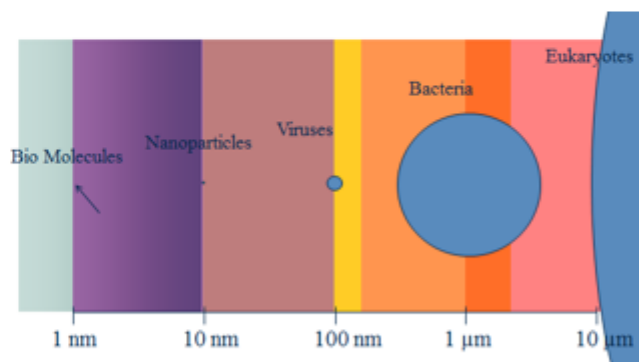 Eukaryotes
Bacteria
Viruses
Nanoparticles
Bio Molecules
1 nm
10 nm
100 nm
1 µm
10 µm